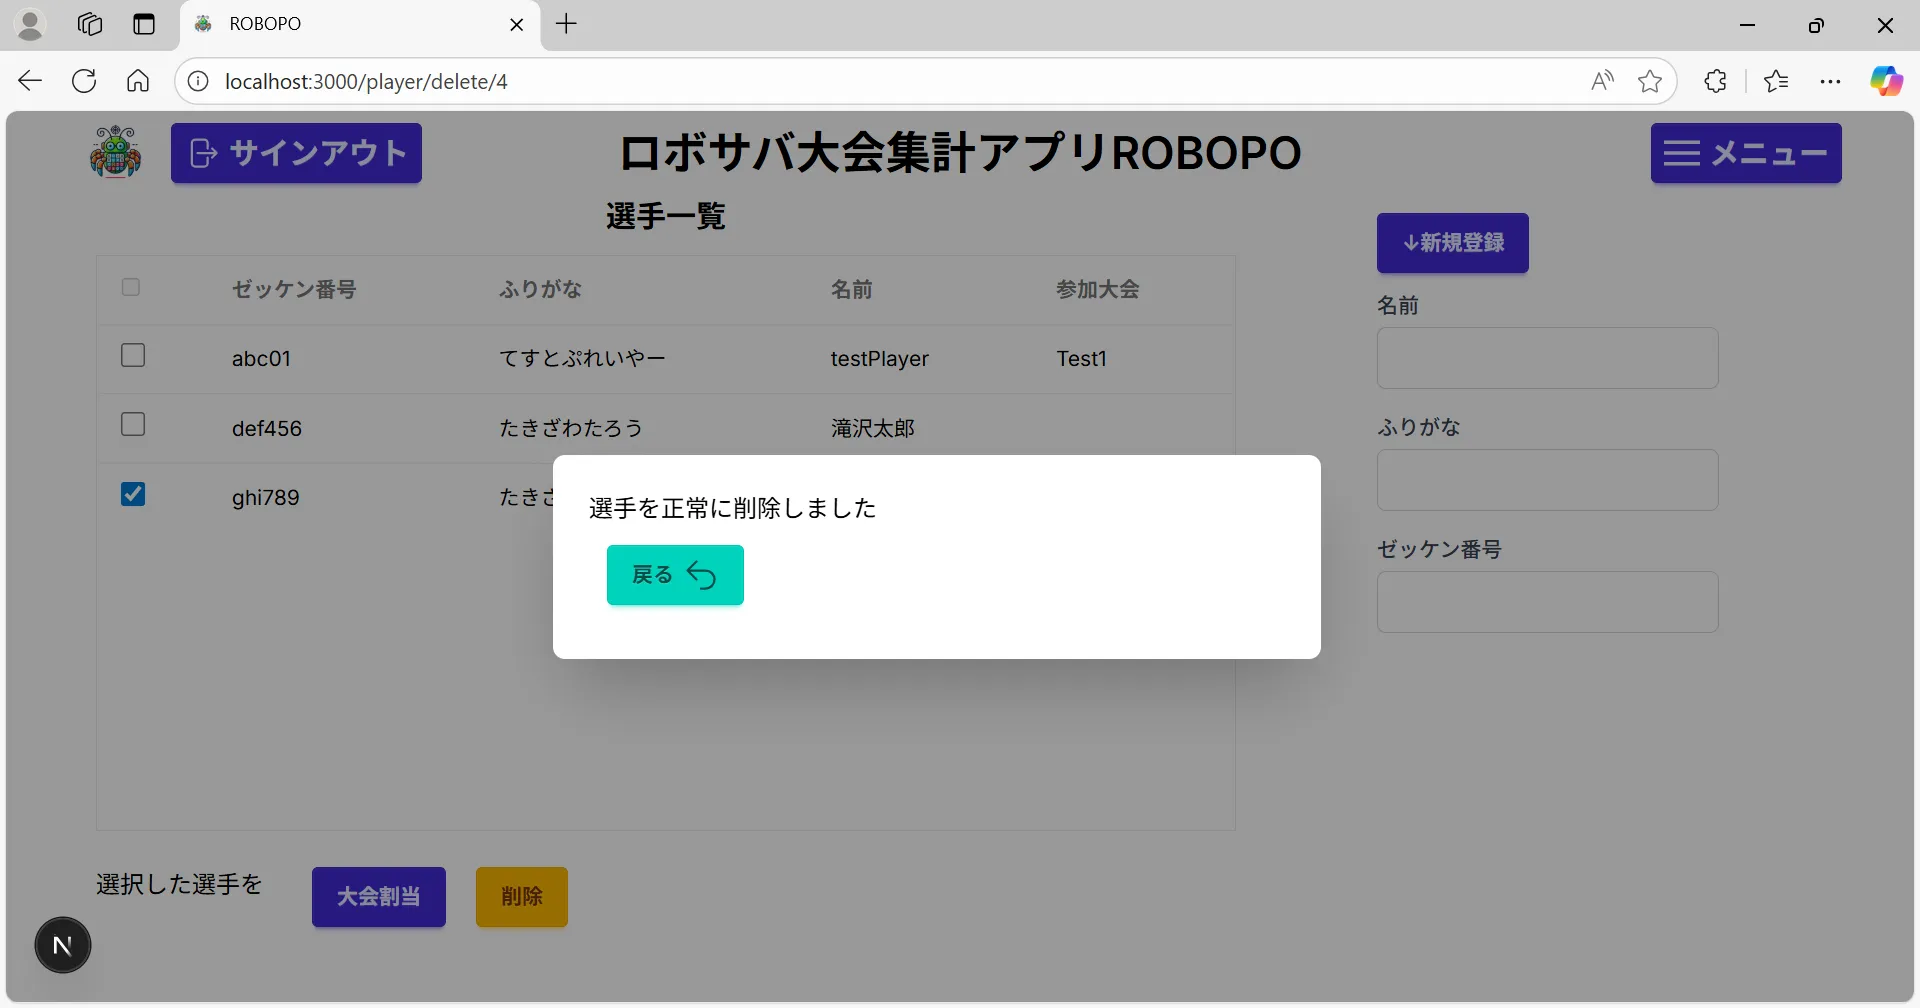 ROBOPO
localhost:3000/player/delete/4
サインアウト
ロボサバ大会集計アプリROBOPO
メニュー
選手一覧
ゼッケン番号 ふりがな 名前 参加大会
abc01 てすとぷれいやー testPlayer Test1
def456 たきざわたろう 滝沢太郎
ghi789 たきさ
選手を正常に削除しました
戻る
↓新規登録
名前
ふりがな
ゼッケン番号
選択した選手を 大会割当 削除
N